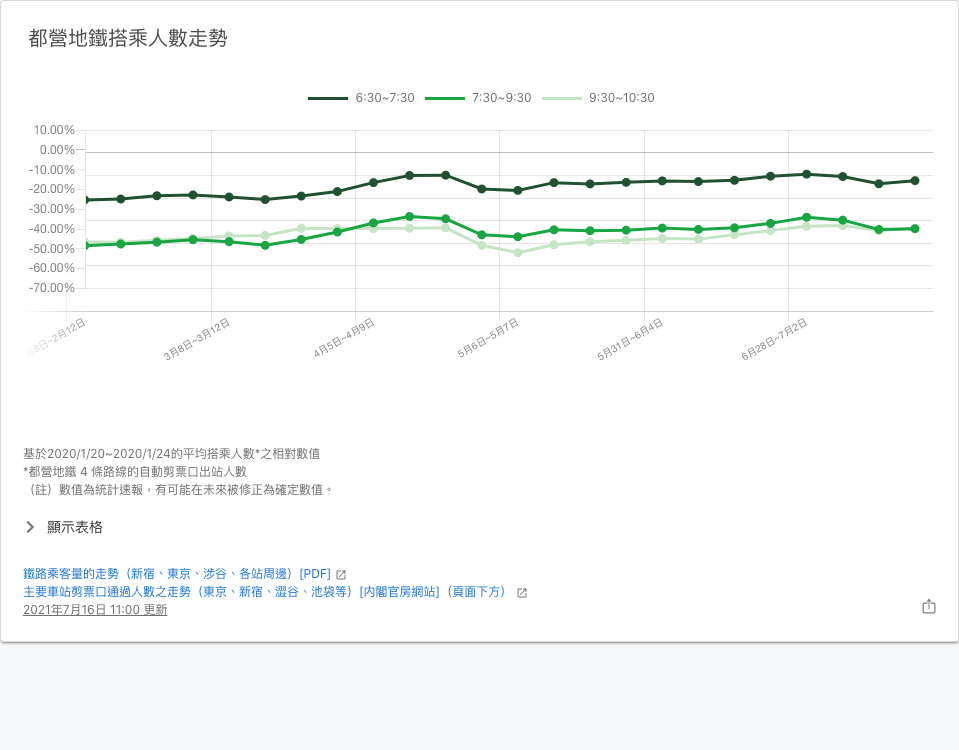 都營地鐵搭乘人數走勢
6:30~7:30 7:30~9:30 9:30~10:30
10.00%
0.00%
-10.00%
-20.00%
-30.00%
-40.00%
-50.00%
-60.00%
-70.00%
8日~2月12日 3月8日~3月12日 4月5日~4月9日 5月6日~5月7日 5月31日~6月4日 6月28日~7月2日
基於2020/1/20~2020/1/24的平均搭乘人數*之相對數值
*都營地鐵 4 條路線的自動剪票口出站人數
（註）數值為統計速報，有可能在未來被修正為確定數值。
顯示表格
鐵路乘客量的走勢（新宿、東京、涉谷、各站周邊）[PDF]
主要車站剪票口通過人數之走勢（東京、新宿、澀谷、池袋等）[內閣官房網站]（頁面下方）
2021年7月16日 11:00 更新